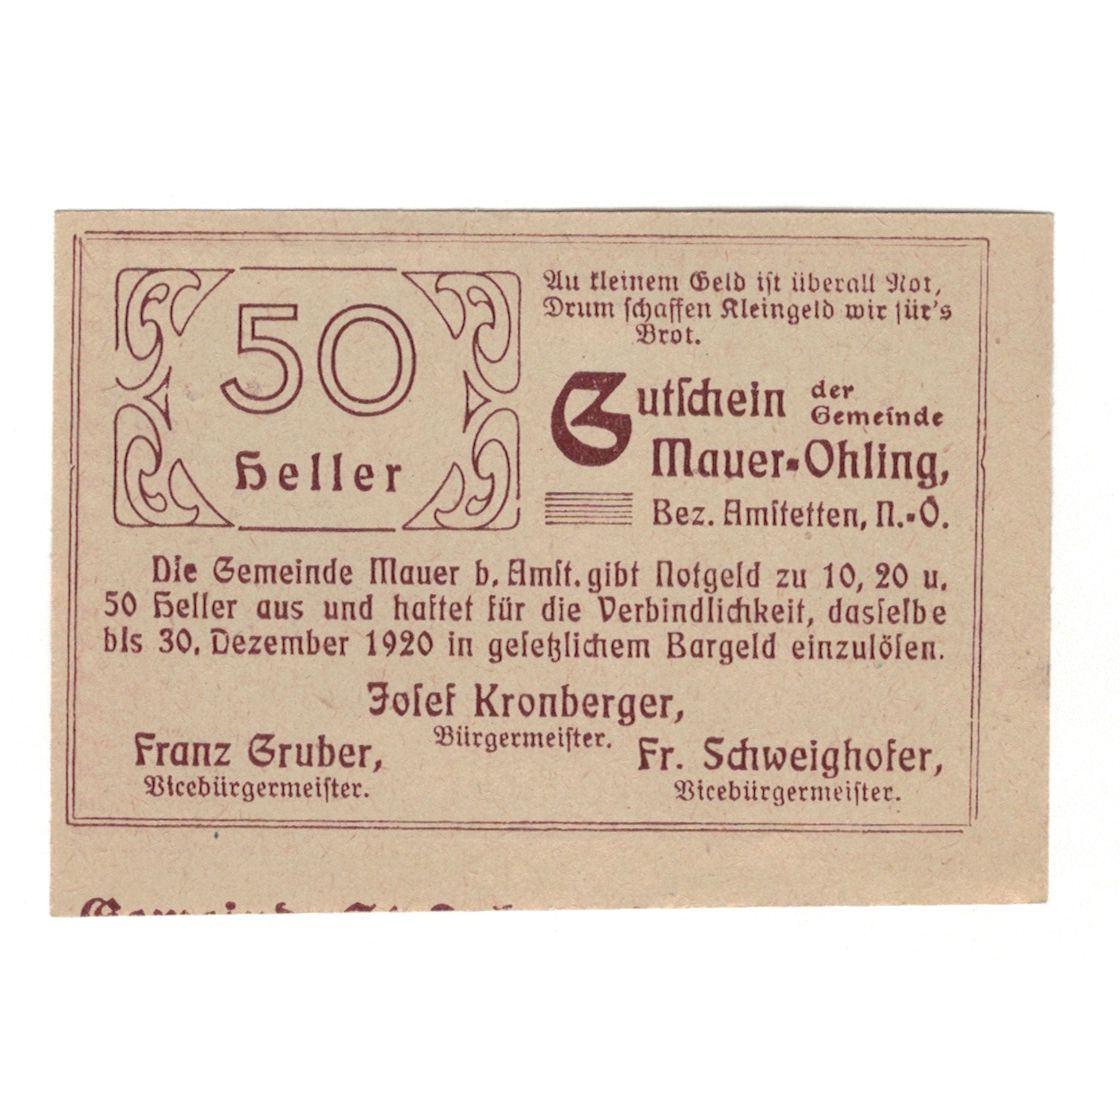 50
Heller
An kleinem Geld ist überall Not,
Drum schaffen Kleingeld wir für's
Brot.
Gutschein der
Gemeinde
Mauer-Ohling,
Bez. Amstetten, N.-Ö.
Die Gemeinde Mauer b. Amst. gibt Notgeld zu 10, 20 u.
50 Heller aus und haftet für die Verbindlichkeit, dasselbe
bis 30. Dezember 1920 in gesetzlichem Bargeld einzulösen.
Josef Kronberger,
Bürgermeister.
Franz Gruber,
Vicebürgermeister.
Fr. Schweighofer,
Vicebürgermeister.
Gemeinde